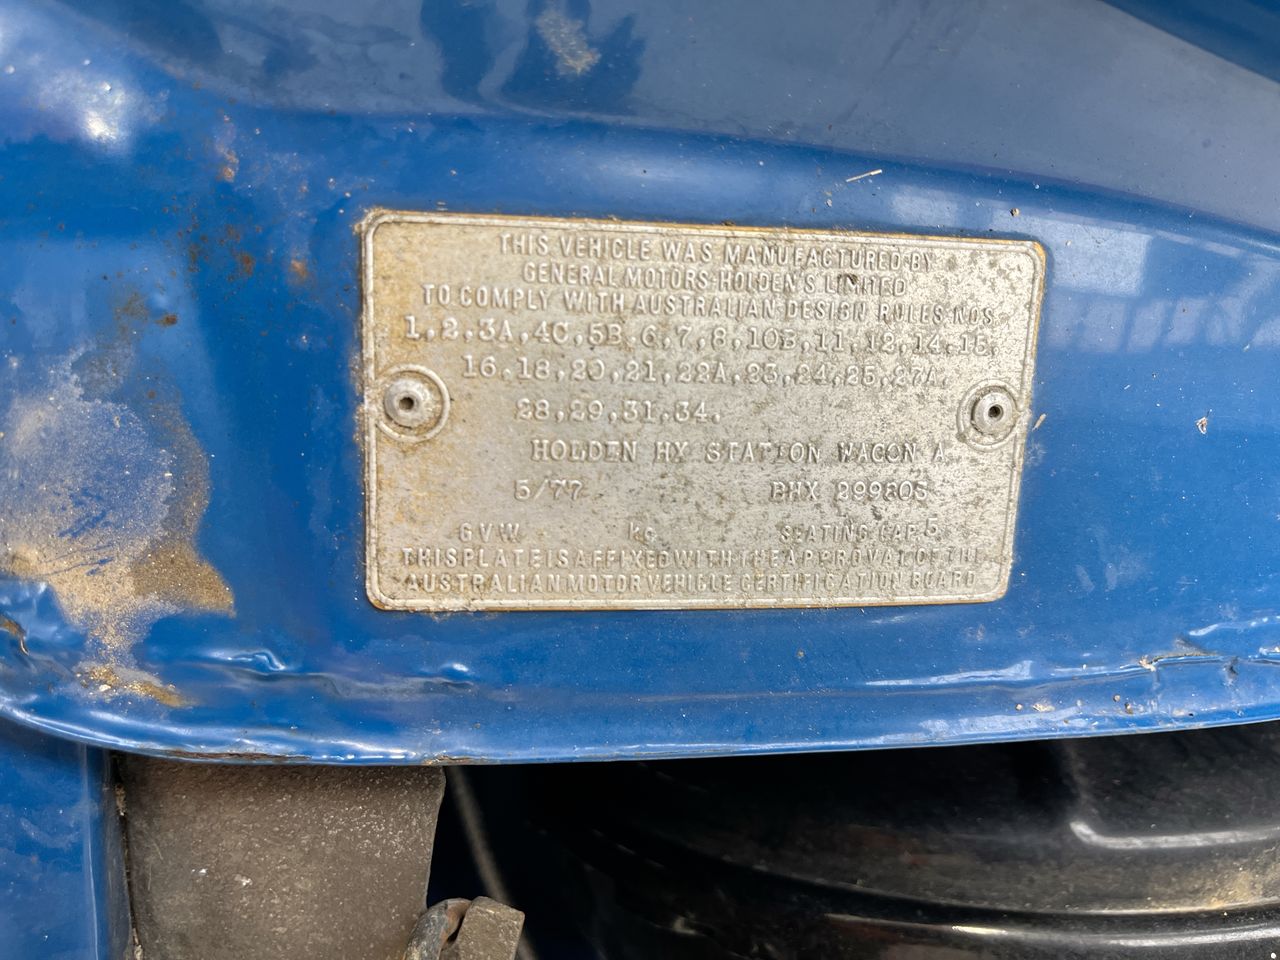 THIS VEHICLE WAS MANUFACTURED BY
GENERAL MOTORS-HOLDEN'S LIMITED
TO COMPLY WITH AUSTRALIAN DESIGN RULES NOS
1,2,3A,4C,5B,6,7,8,10B,11,12,14,15,
16,18,20,21,22A,23,24,25,27A,
28,29,31,34.
HOLDEN HX STATION WAGON A
5/77
GVW kg SEATING CAP. 5
THIS PLATE IS AFFIXED WITH THE APPROVAL OF THE
AUSTRALIAN MOTOR VEHICLE CERTIFICATION BOARD